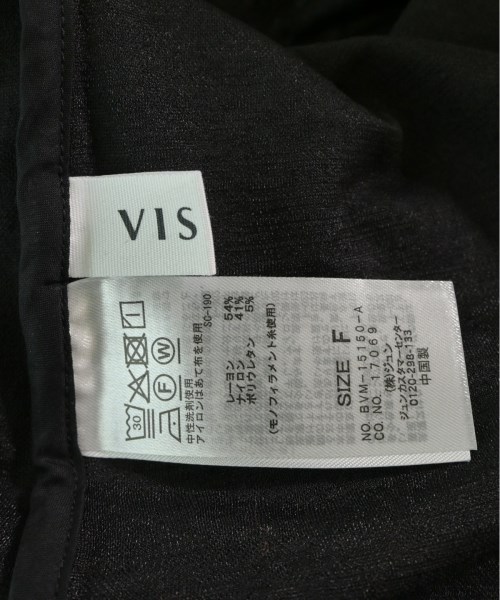 VIS
30
F
W
中性洗剤使用
アイロンはあて布を使用
SG-190
レーヨン 54%
ナイロン 41%
ポリウレタン 5%
(モノフィラメント糸使用)
SIZE F
NO. BVM-15150-A
CO. NO. 17069
(株)ジュン
ジュンカスタマーセンター
0120-298-133
中国製